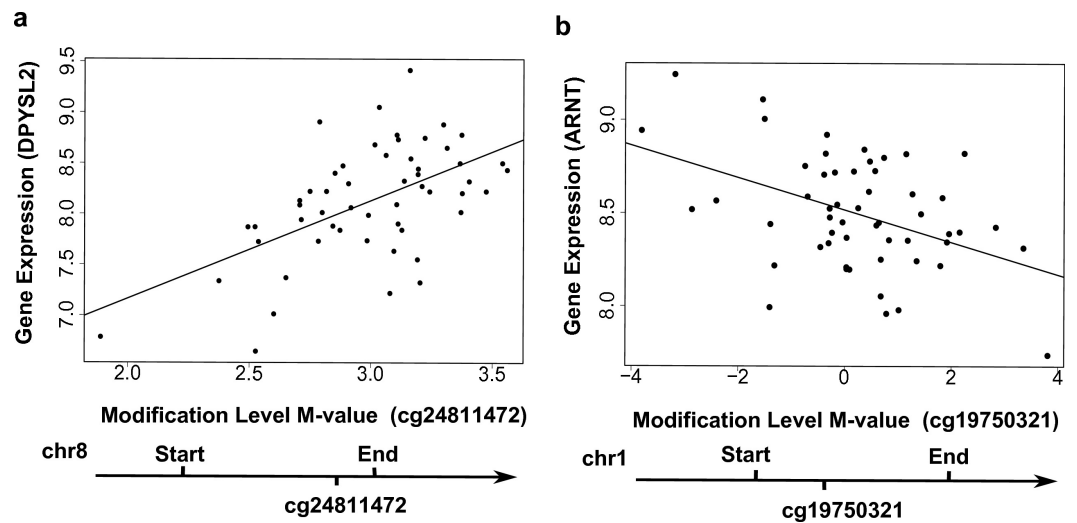 a
Gene Expression (DPYSL2)
9.5
9.0
8.5
8.0
7.5
7.0
2.0 2.5 3.0 3.5
Modification Level M-value (cg24811472)
chr8 Start End
cg24811472
b
Gene Expression (ARNT)
9.0
8.5
8.0
−4 −2 0 2 4
Modification Level M-value (cg19750321)
chr1 Start End
cg19750321